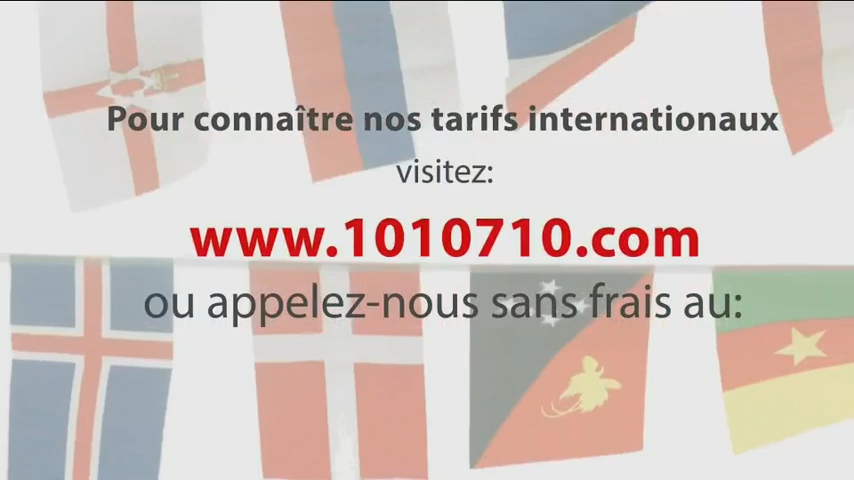 Pour connaître nos tarifs internationaux
visitez:
www.1010710.com
ou appelez-nous sans frais au: